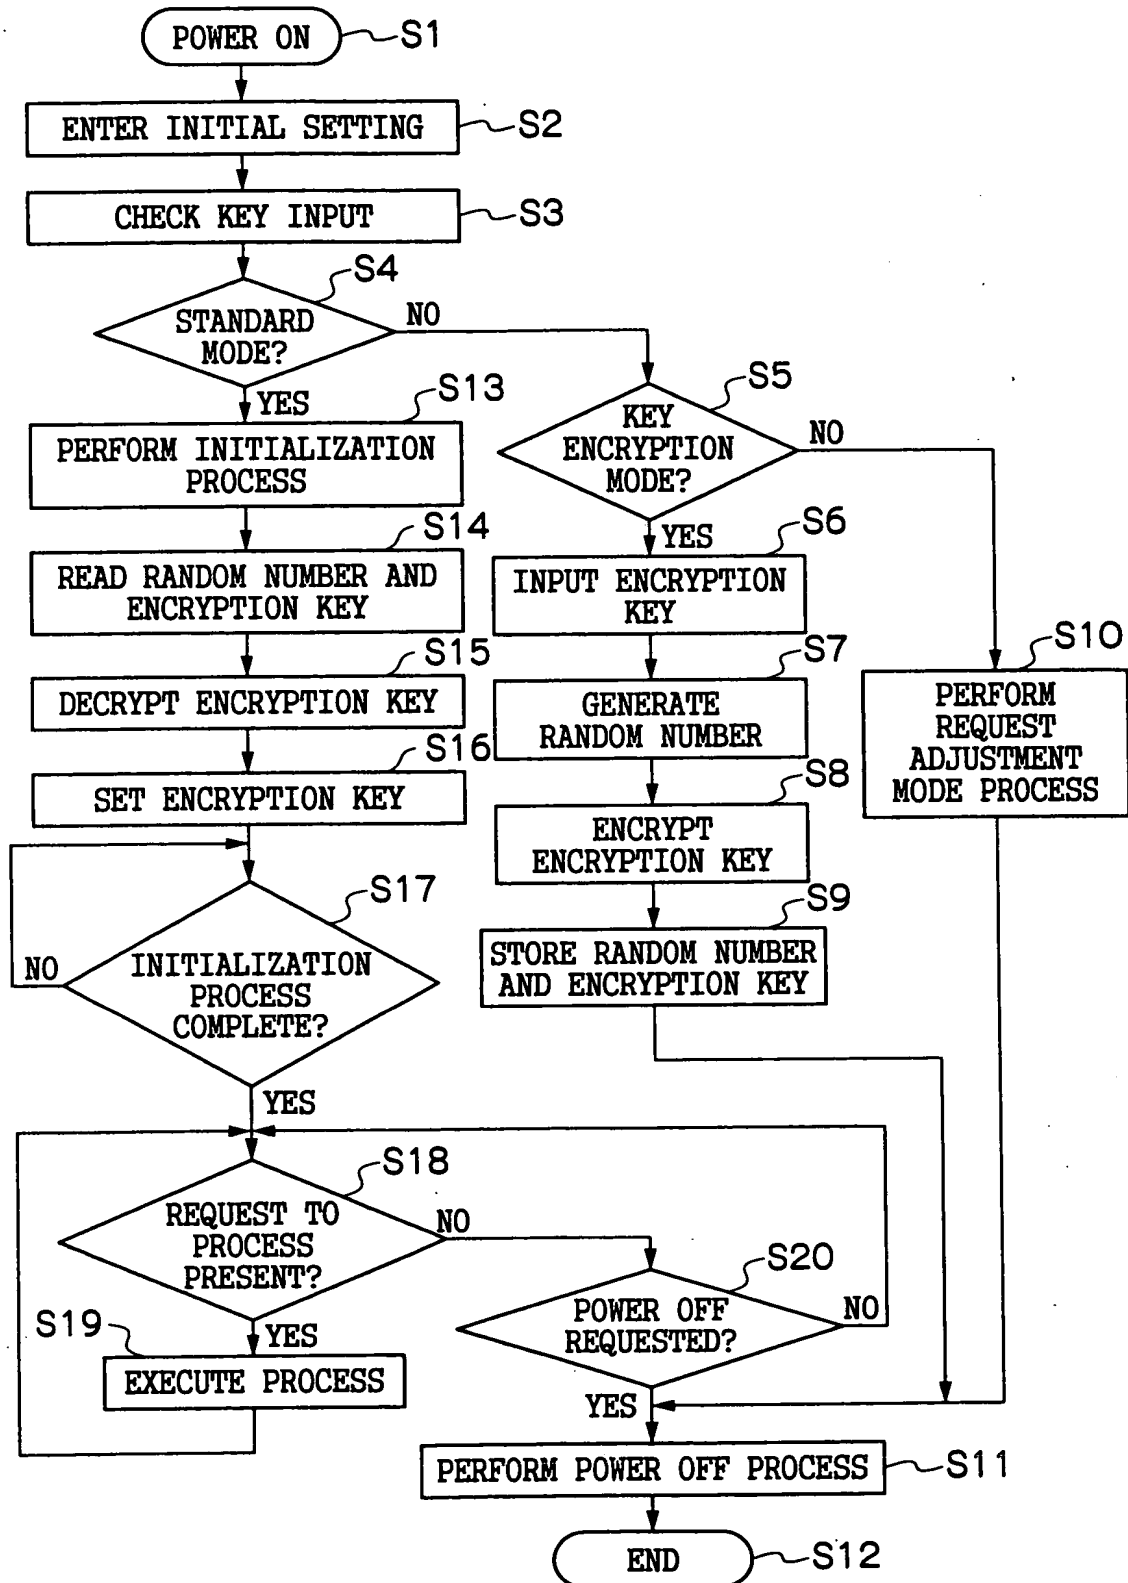 POWER ON
S1
ENTER INITIAL SETTING
S2
CHECK KEY INPUT
S3
S4
STANDARD
MODE?
NO
YES
S5
KEY
ENCRYPTION
MODE?
NO
YES
S13
PERFORM INITIALIZATION
PROCESS
S14
READ RANDOM NUMBER AND
ENCRYPTION KEY
S15
DECRYPT ENCRYPTION KEY
S16
SET ENCRYPTION KEY
S6
INPUT ENCRYPTION
KEY
S7
GENERATE
RANDOM NUMBER
S8
ENCRYPT
ENCRYPTION KEY
S9
STORE RANDOM NUMBER
AND ENCRYPTION KEY
S10
PERFORM
REQUEST
ADJUSTMENT
MODE PROCESS
S17
INITIALIZATION
PROCESS
COMPLETE?
NO
YES
S18
REQUEST TO
PROCESS
PRESENT?
NO
YES
S19
EXECUTE PROCESS
S20
POWER OFF
REQUESTED?
NO
YES
PERFORM POWER OFF PROCESS
S11
END
S12